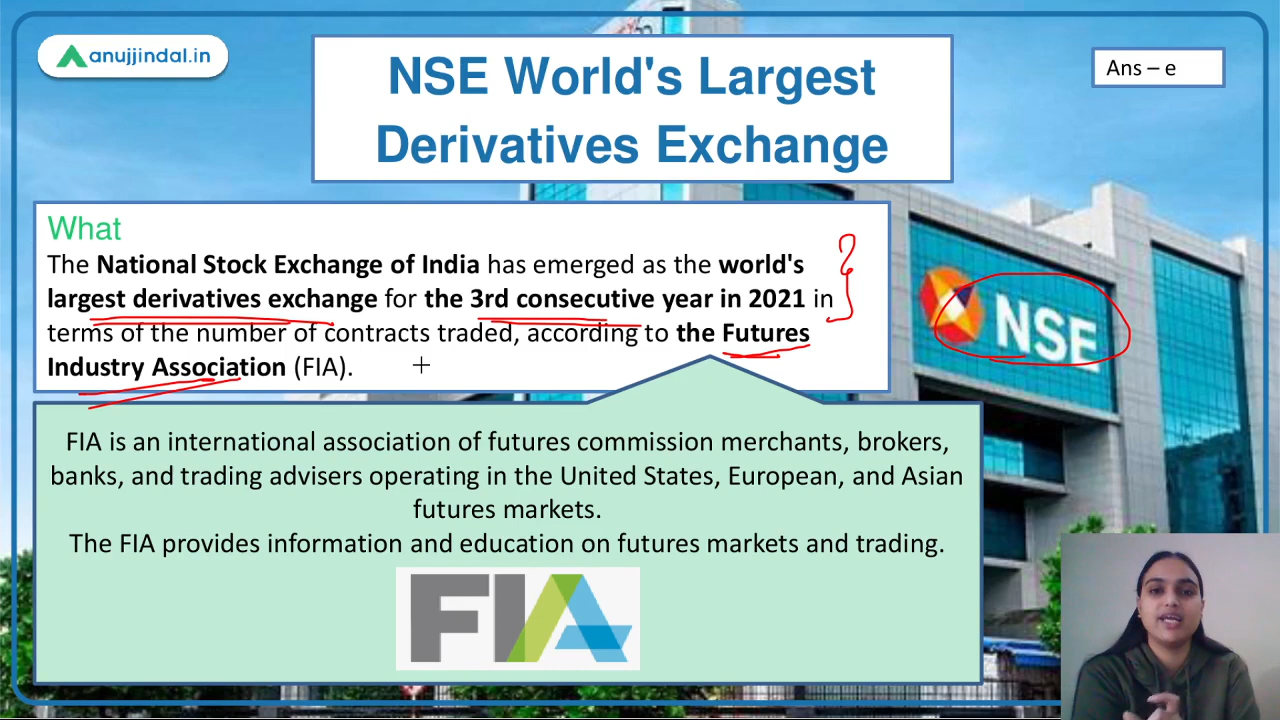 anujjindal.in
NSE World's Largest
Derivatives Exchange
Ans – e
What
The National Stock Exchange of India has emerged as the world's
largest derivatives exchange for the 3rd consecutive year in 2021 in
terms of the number of contracts traded, according to the Futures
Industry Association (FIA).
NSE
FIA is an international association of futures commission merchants, brokers,
banks, and trading advisers operating in the United States, European, and Asian
futures markets.
The FIA provides information and education on futures markets and trading.
FIA